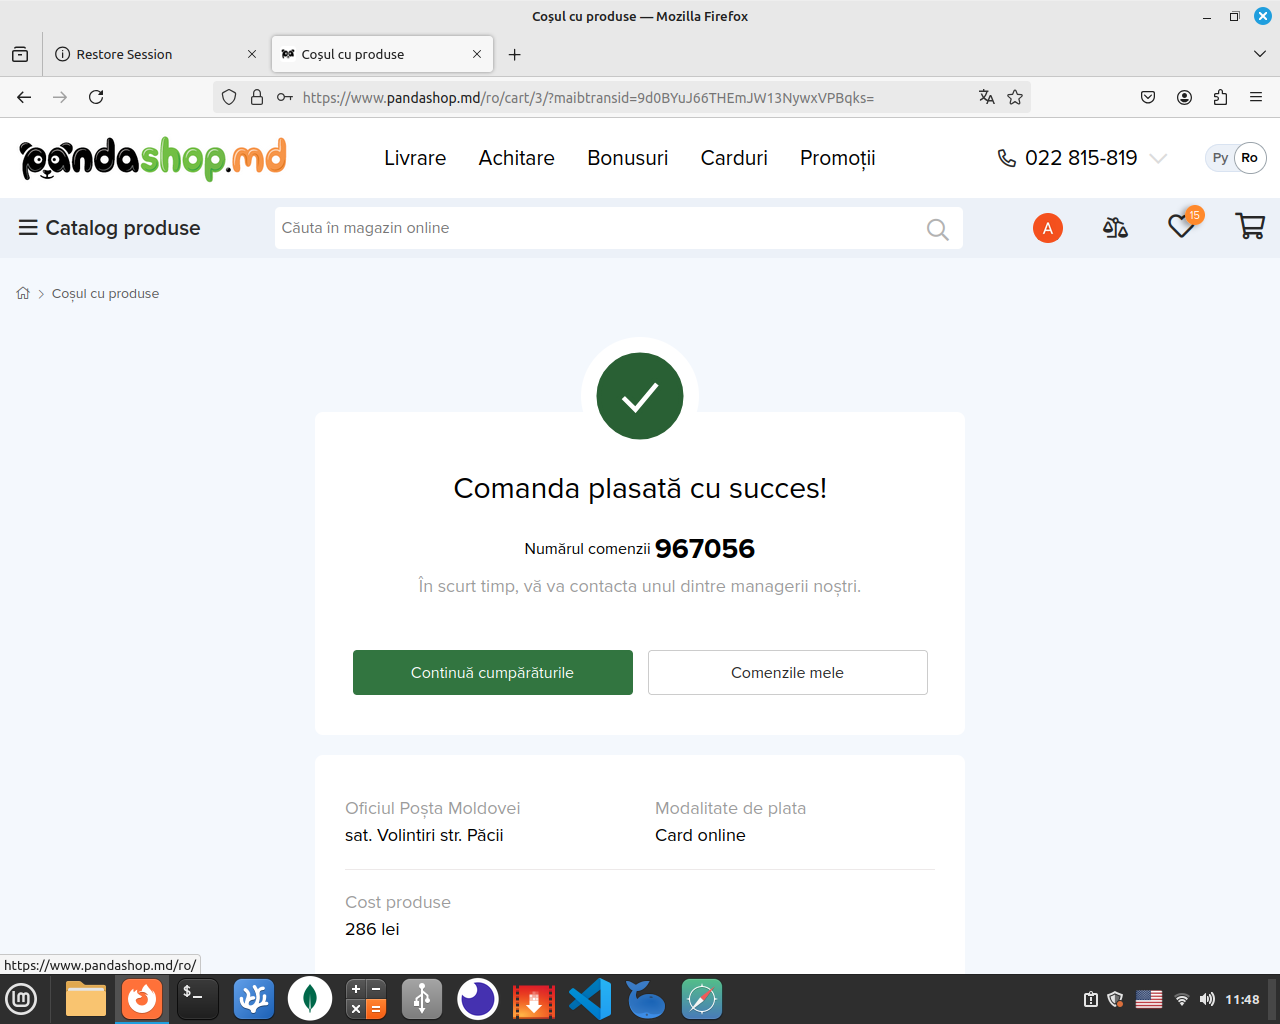 Coșul cu produse — Mozilla Firefox
Restore Session
Coșul cu produse
https://www.pandashop.md/ro/cart/3/?maibtransid=9d0BYuJ66THEmJW13NywxVPBqks=
pandashop.md
Livrare
Achitare
Bonusuri
Carduri
Promoții
022 815-819
Ру
Ro
Catalog produse
Căuta în magazin online
A
15
Coșul cu produse
Comanda plasată cu succes!
Numărul comenzii 967056
În scurt timp, vă va contacta unul dintre managerii noștri.
Continuă cumpărăturile
Comenzile mele
Oficiul Poșta Moldovei
sat. Volintiri str. Păcii
Modalitate de plata
Card online
Cost produse
286 lei
https://www.pandashop.md/ro/
11:48